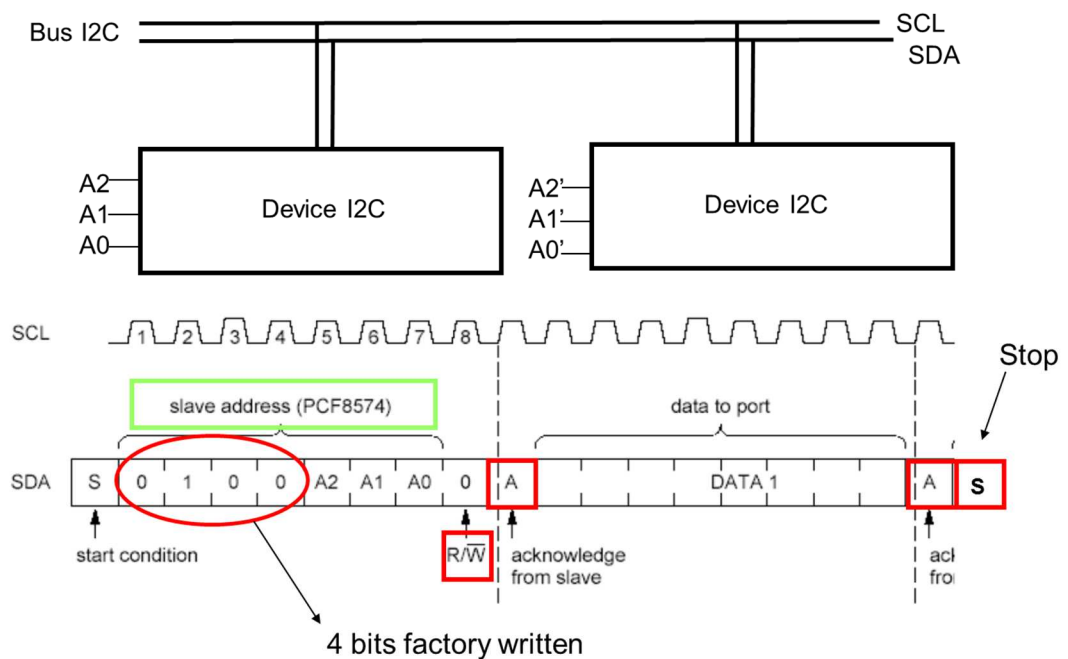 Bus I2C
SCL
SDA
A2
A1
A0
Device I2C
A2’
A1’
A0’
Device I2C
SCL
1 2 3 4 5 6 7 8
Stop
slave address (PCF8574)
data to port
SDA
S 0 1 0 0 A2 A1 A0 0 A DATA 1 A S
start condition
R/W̅
acknowledge
from slave
ack
fro
4 bits factory written